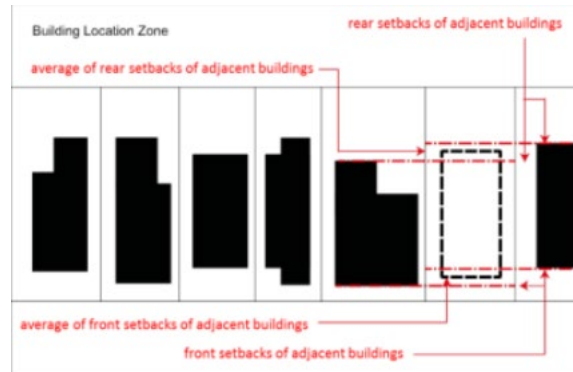 rear setbacks of adjacent buildings
Building Location Zone
average of rear setbacks of adjacent buildings
average of front setbacks of adjacent buildings
front setbacks of adjacent buildings